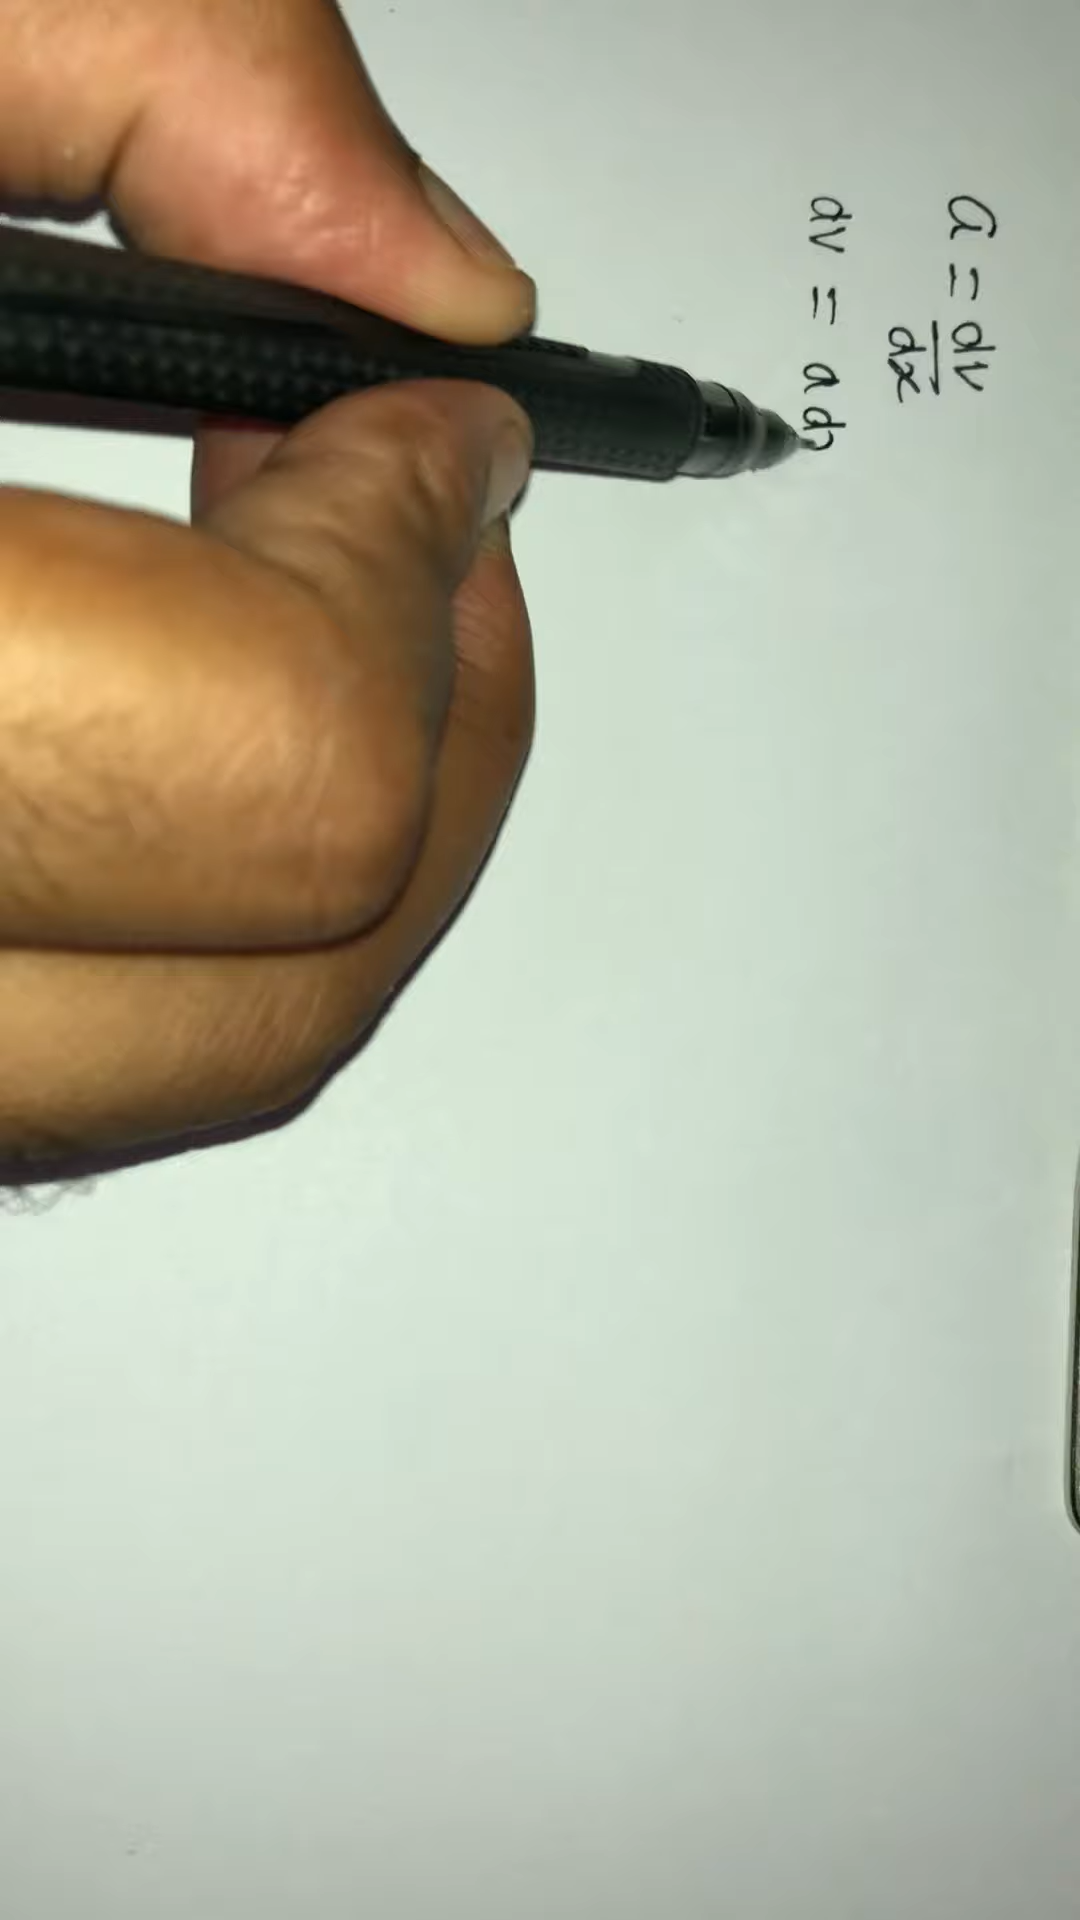 a = dv/dx
dv = a d